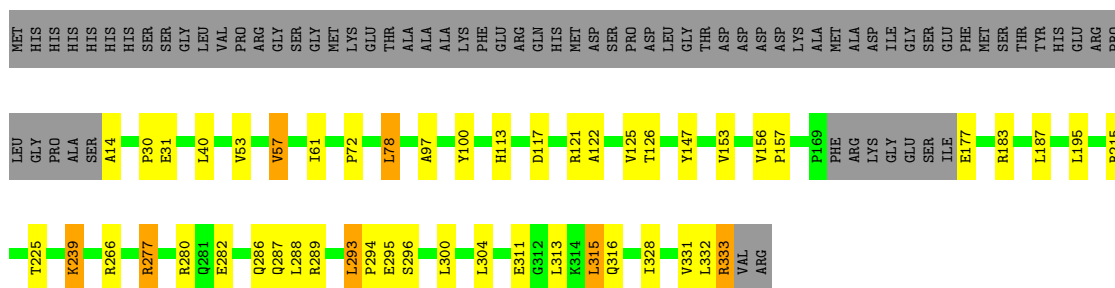 MET HIS HIS HIS HIS HIS HIS SER SER GLY LEU VAL PRO ARG GLY SER GLY MET LYS GLU THR ALA ALA ALA LYS PHE GLU ARG GLN HIS MET ASP SER PRO ASP LEU GLY THR ASP ASP ASP ASP LYS ALA MET ALA ASP ILE GLY SER GLU PHE MET SER THR TYR HIS GLU ARG PRO
LEU GLY PRO ALA SER A14 P30 E31 L40 V53 V57 I61 P72 L78 A97 Y100 H113 D117 R121 A122 V125 T126 Y147 V153 V156 P157 P169 PHE ARG LYS GLY GLU SER ILE E177 R183 L187 L195
T225 K239 R266 R277 R280 Q281 E282 Q286 Q287 L288 R289 L293 P294 E295 S296 L300 L304 E311 G312 L313 K314 L315 Q316 I328 V331 L332 R333 VAL ARG